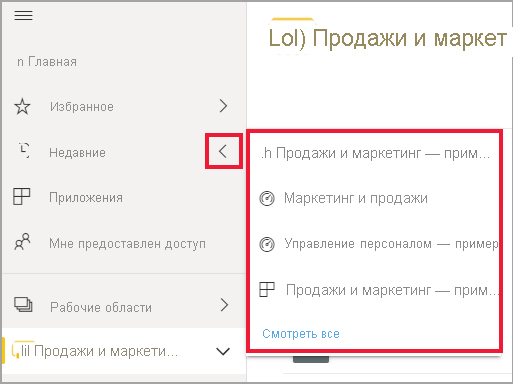 Lol) Продажи и маркет
n Главная
Избранное
Недавние
Приложения
Мне предоставлен доступ
Рабочие области
lil Продажи и маркети...
.h Продажи и маркетинг — прим...
Маркетинг и продажи
Управление персоналом — пример
Продажи и маркетинг — прим...
Смотреть все